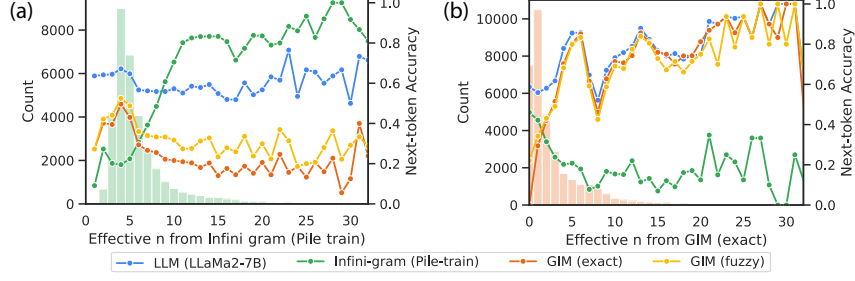 (a)
8000
6000
4000
2000
0
Count
1.0
0.8
0.6
0.4
0.2
0.0
Next-token Accuracy
0 5 10 15 20 25 30
Effective n from Infini gram (Pile train)
(b)
10000
8000
6000
4000
2000
0
Count
1.0
0.8
0.6
0.4
0.2
0.0
Next-token Accuracy
0 5 10 15 20 25 30
Effective n from GIM (exact)
LLM (LLaMa2-7B) Infini-gram (Pile-train) GIM (exact) GIM (fuzzy)